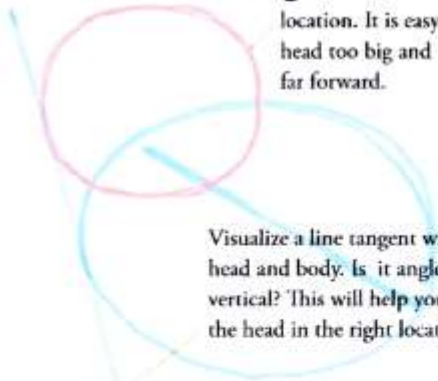 location. It is easy
head too big and
far forward.
Visualize a line tangent w
head and body. Is it angle
vertical? This will help you
the head in the right locat